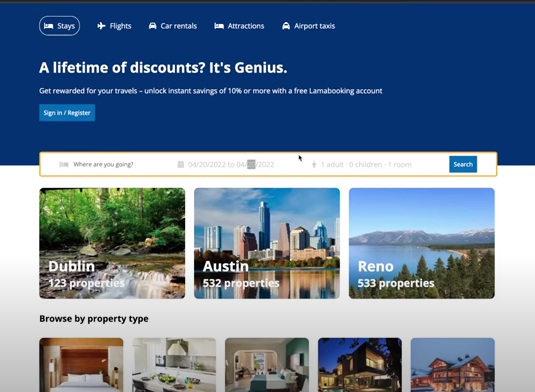 Stays Flights Car rentals Attractions Airport taxis
A lifetime of discounts? It's Genius.
Get rewarded for your travels – unlock instant savings of 10% or more with a free Lamabooking account
Sign in / Register
Where are you going? 04/20/2022 to 04/20/2022 1 adult · 0 children · 1 room Search
Dublin
123 properties
Austin
532 properties
Reno
533 properties
Browse by property type